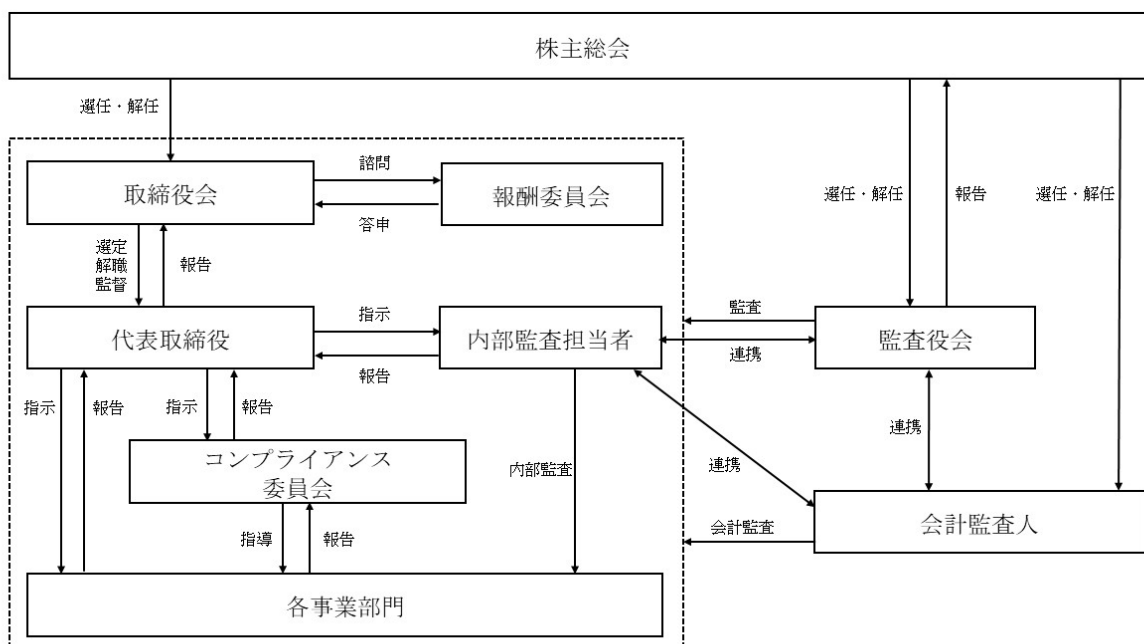 株主総会
選任・解任
選任・解任
報告
選任・解任
取締役会
諮問
答申
報酬委員会
選定
解職
監督
報告
代表取締役
指示
報告
内部監査担当者
監査
連携
監査役会
指示
報告
指示
報告
コンプライアンス
委員会
内部監査
連携
連携
指導
報告
会計監査
会計監査人
各事業部門